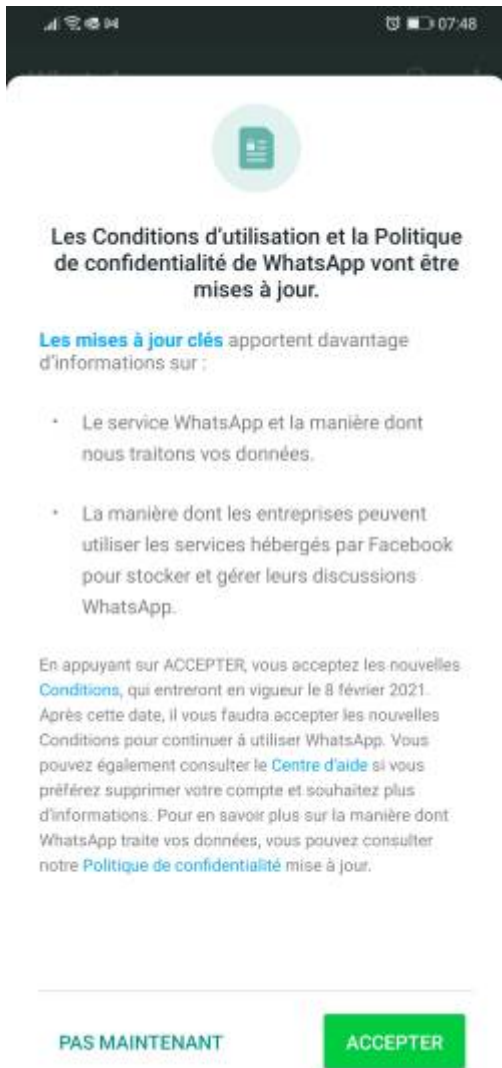 07:48
Les Conditions d'utilisation et la Politique
de confidentialité de WhatsApp vont être
mises à jour.
Les mises à jour clés apportent davantage
d'informations sur :
• Le service WhatsApp et la manière dont
nous traitons vos données.
• La manière dont les entreprises peuvent
utiliser les services hébergés par Facebook
pour stocker et gérer leurs discussions
WhatsApp.
En appuyant sur ACCEPTER, vous acceptez les nouvelles
Conditions, qui entreront en vigueur le 8 février 2021.
Après cette date, il vous faudra accepter les nouvelles
Conditions pour continuer à utiliser WhatsApp. Vous
pouvez également consulter le Centre d'aide si vous
préférez supprimer votre compte et souhaitez plus
d'informations. Pour en savoir plus sur la manière dont
WhatsApp traite vos données, vous pouvez consulter
notre Politique de confidentialité mise à jour.
PAS MAINTENANT
ACCEPTER